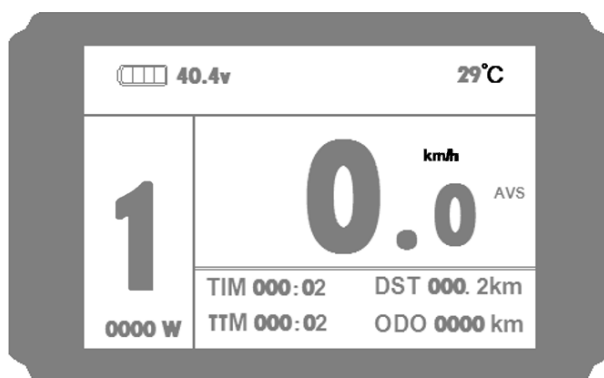 40.4v 29°C
km/h
1 0.0 AVS
TIM 000:02 DST 000. 2km
0000 W TTM 000:02 ODO 0000 km